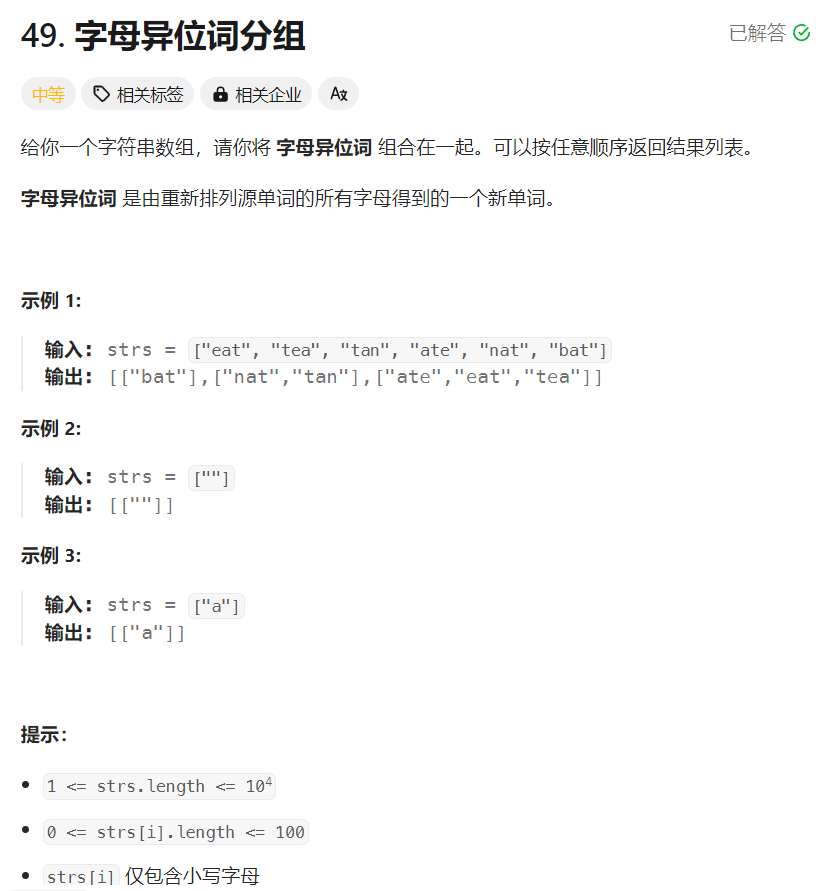 49. 字母异位词分组
已解答
中等 相关标签 相关企业 Aあ
给你一个字符串数组，请你将 字母异位词 组合在一起。可以按任意顺序返回结果列表。
字母异位词 是由重新排列源单词的所有字母得到的一个新单词。
示例 1:
输入: strs = ["eat", "tea", "tan", "ate", "nat", "bat"]
输出: [["bat"],["nat","tan"],["ate","eat","tea"]]
示例 2:
输入: strs = [""]
输出: [[""]]
示例 3:
输入: strs = ["a"]
输出: [["a"]]
提示：
1 <= strs.length <= 10⁴
0 <= strs[i].length <= 100
strs[i] 仅包含小写字母